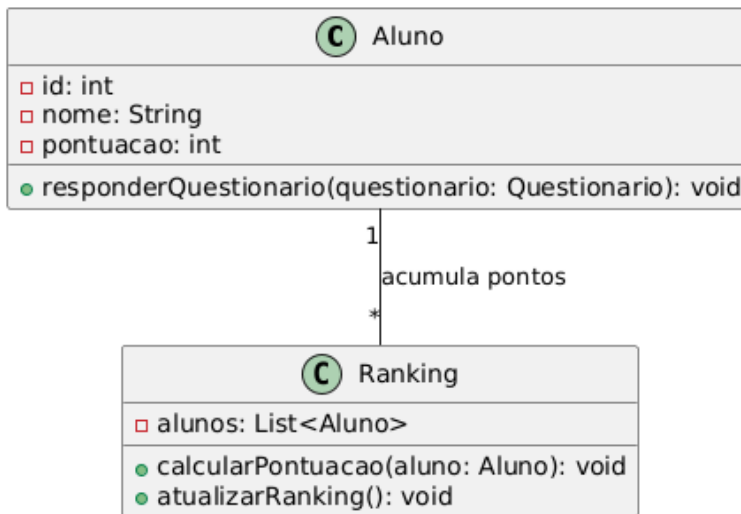 C Aluno
id: int
nome: String
pontuacao: int
responderQuestionario(questionario: Questionario): void
1
acumula pontos
*
C Ranking
alunos: List<Aluno>
calcularPontuacao(aluno: Aluno): void
atualizarRanking(): void